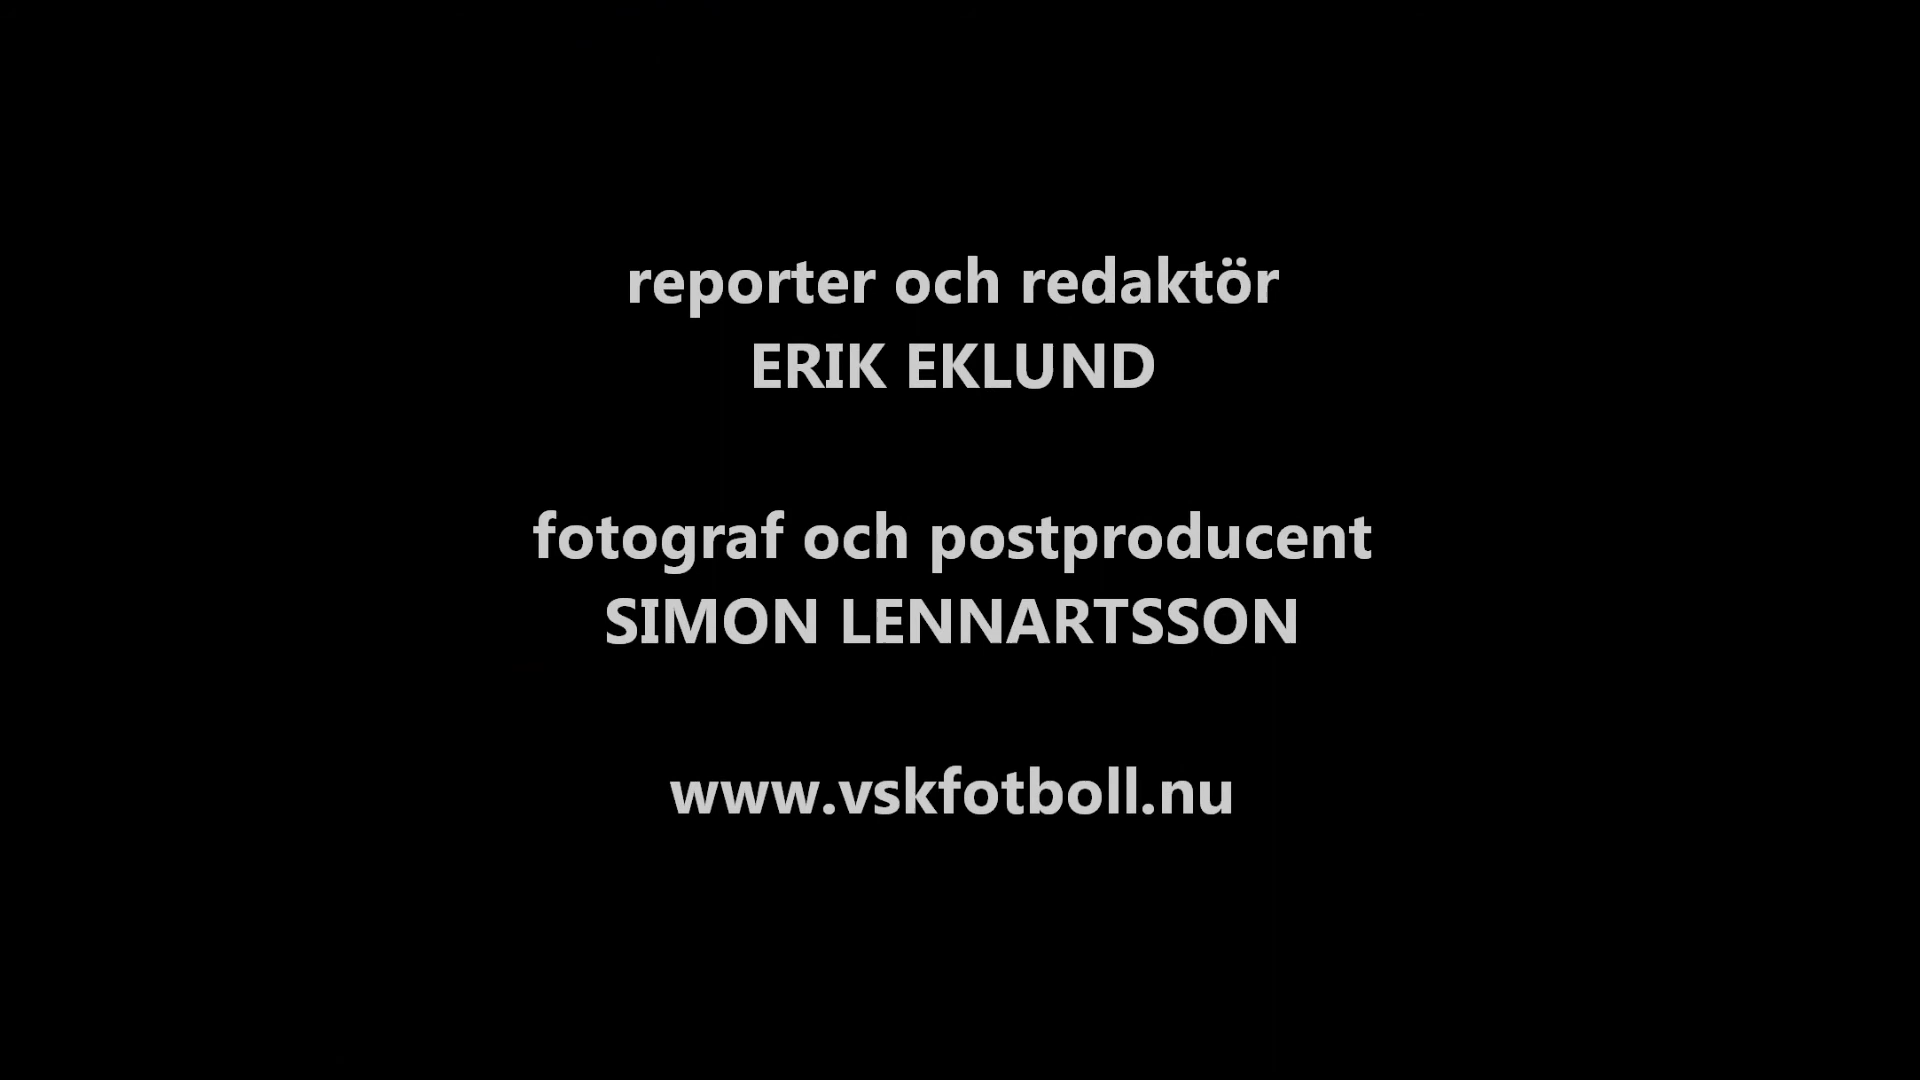 reporter och redaktör
ERIK EKLUND
fotograf och postproducent
SIMON LENNARTSSON
www.vskfotboll.nu